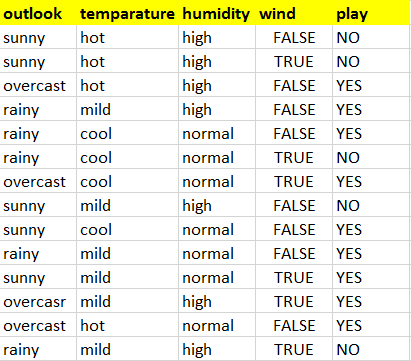 outlook temparature humidity wind play
sunny hot high FALSE NO
sunny hot high TRUE NO
overcast hot high FALSE YES
rainy mild high FALSE YES
rainy cool normal FALSE YES
rainy cool normal TRUE NO
overcast cool normal TRUE YES
sunny mild high FALSE NO
sunny cool normal FALSE YES
rainy mild normal FALSE YES
sunny mild normal TRUE YES
overcasr mild high TRUE YES
overcast hot normal FALSE YES
rainy mild high TRUE NO